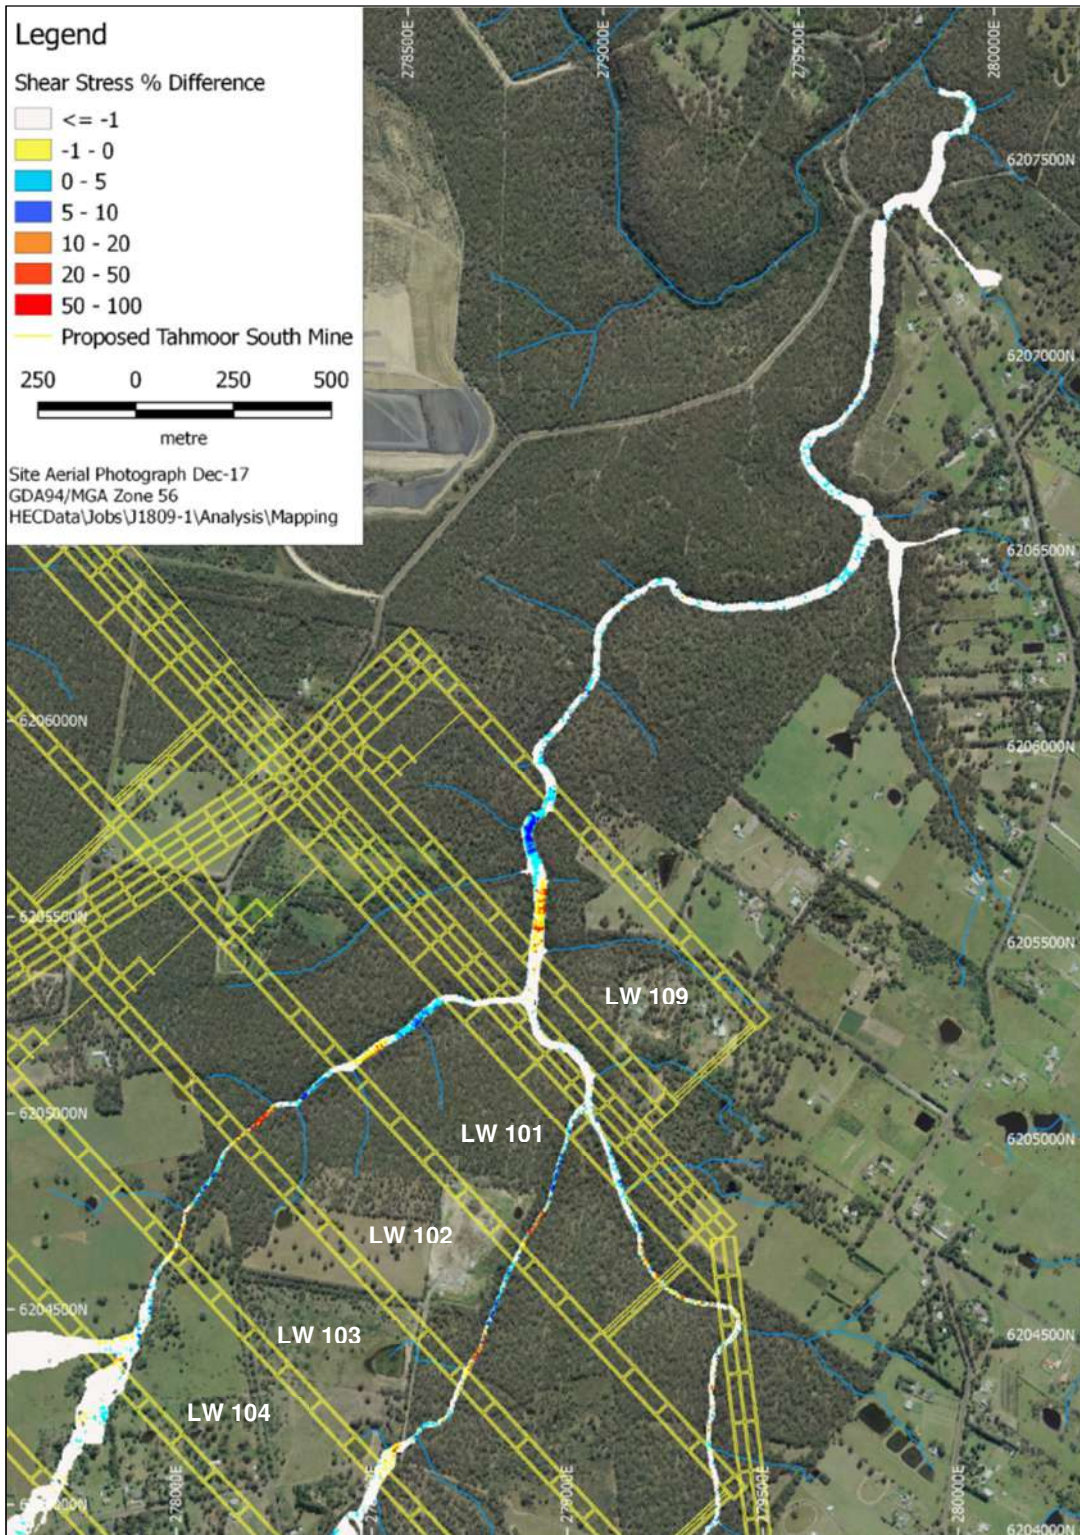 Legend
Shear Stress % Difference
<= -1
-1 - 0
0 - 5
5 - 10
10 - 20
20 - 50
50 - 100
Proposed Tahmoor South Mine
250 0 250 500
metre
Site Aerial Photograph Dec-17
GDA94/MGA Zone 56
HECData\Jobs\J1809-1\Analysis\Mapping
278500E
279000E
279500E
280000E
6207500N
6207000N
6206500N
6206000N
6206000N
6205500N
6205500N
LW 109
6205000N
LW 101
6205000N
LW 102
6204500N
LW 103
6204500N
LW 104
278000E
279000E
279500E
280000E
6204000N